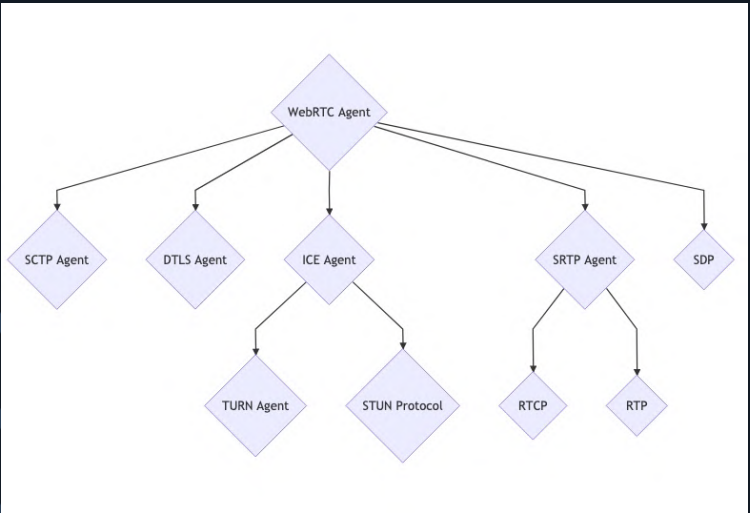 WebRTC Agent
SCTP Agent
DTLS Agent
ICE Agent
SRTP Agent
SDP
TURN Agent
STUN Protocol
RTCP
RTP